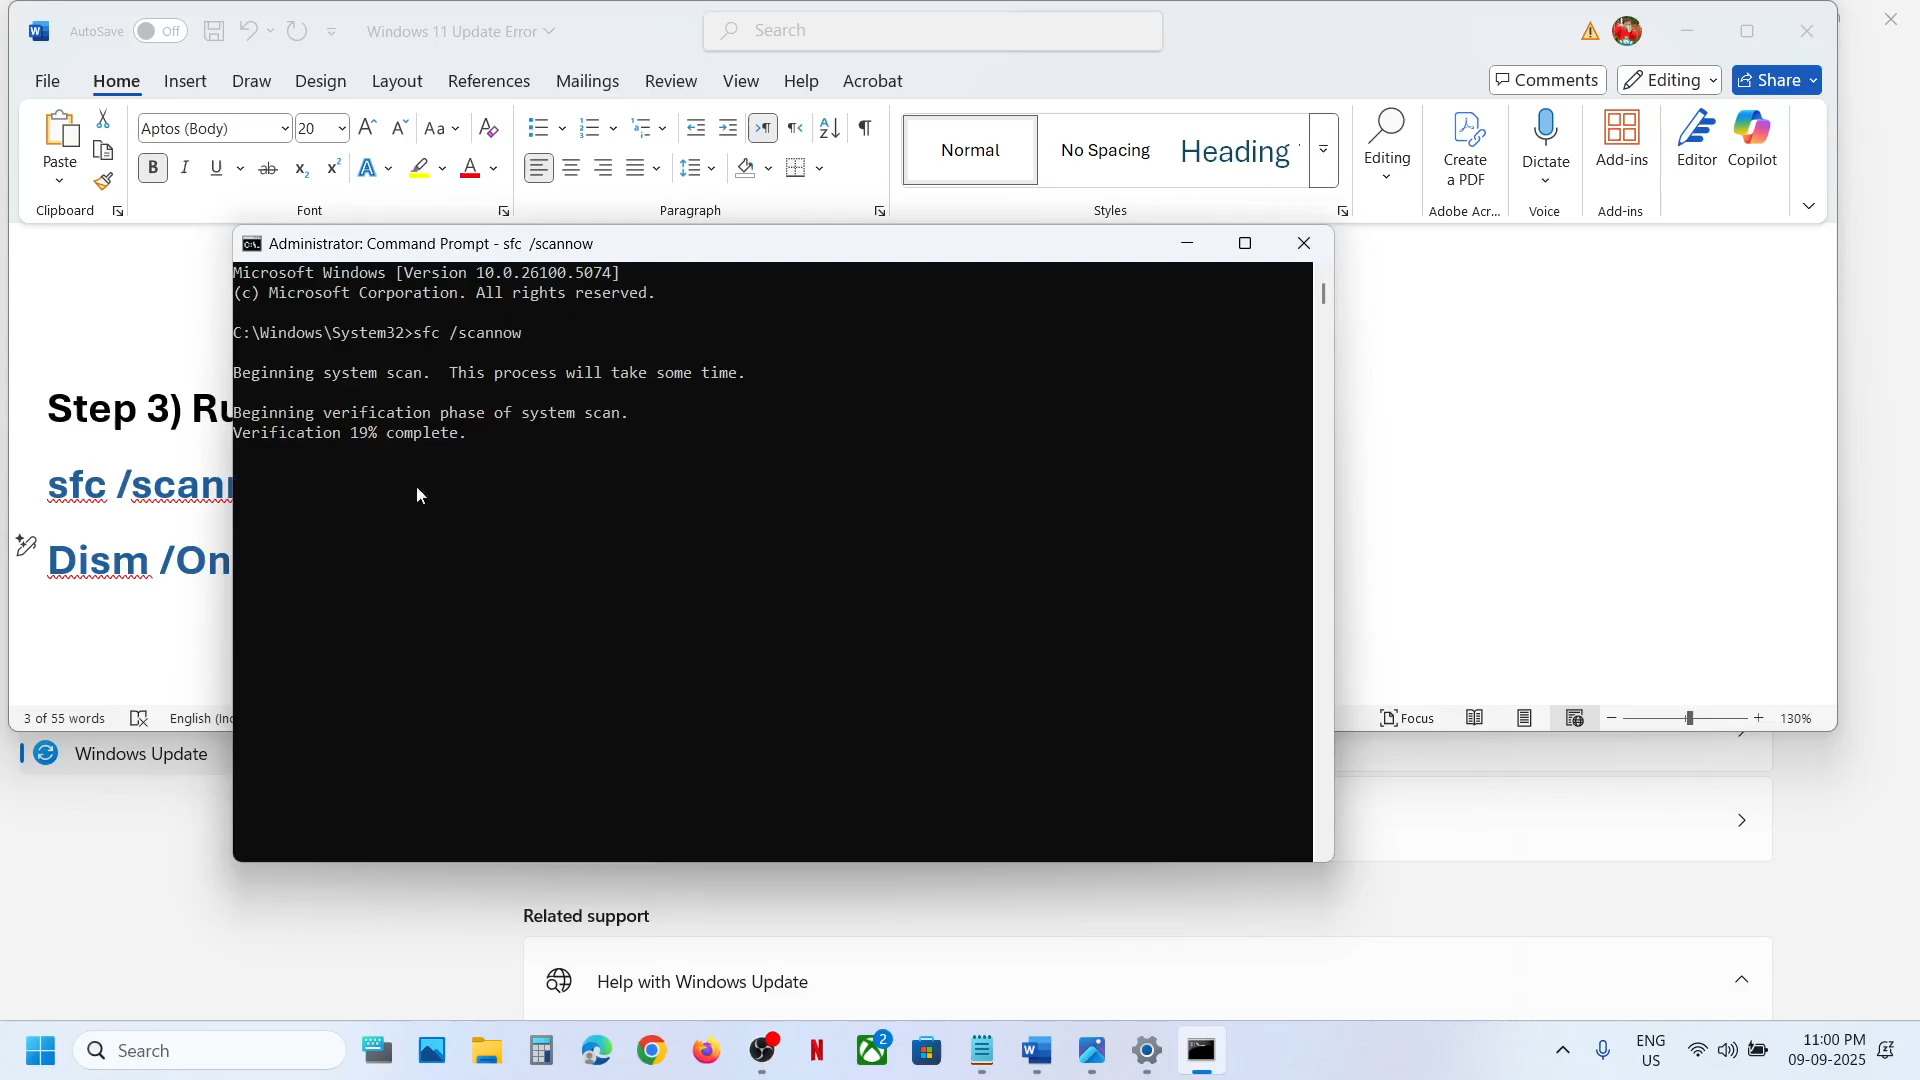 AutoSave Off Windows 11 Update Error Search
File Home Insert Draw Design Layout References Mailings Review View Help Acrobat Comments Editing Share
Paste
Aptos (Body) 20
Normal No Spacing Heading
Editing Create a PDF Dictate Add-ins Editor Copilot
Clipboard Font Paragraph Styles Adobe Acr... Voice Add-ins
Administrator: Command Prompt - sfc /scannow
Microsoft Windows [Version 10.0.26100.5074]
(c) Microsoft Corporation. All rights reserved.
C:\Windows\System32>sfc /scannow
Beginning system scan. This process will take some time.
Beginning verification phase of system scan.
Verification 19% complete.
Step 3) Ru
sfc /scann
Dism /On
3 of 55 words English (Ind Focus 130%
Windows Update
Related support
Help with Windows Update
Search 2 ENG 11:00 PM
US 09-09-2025